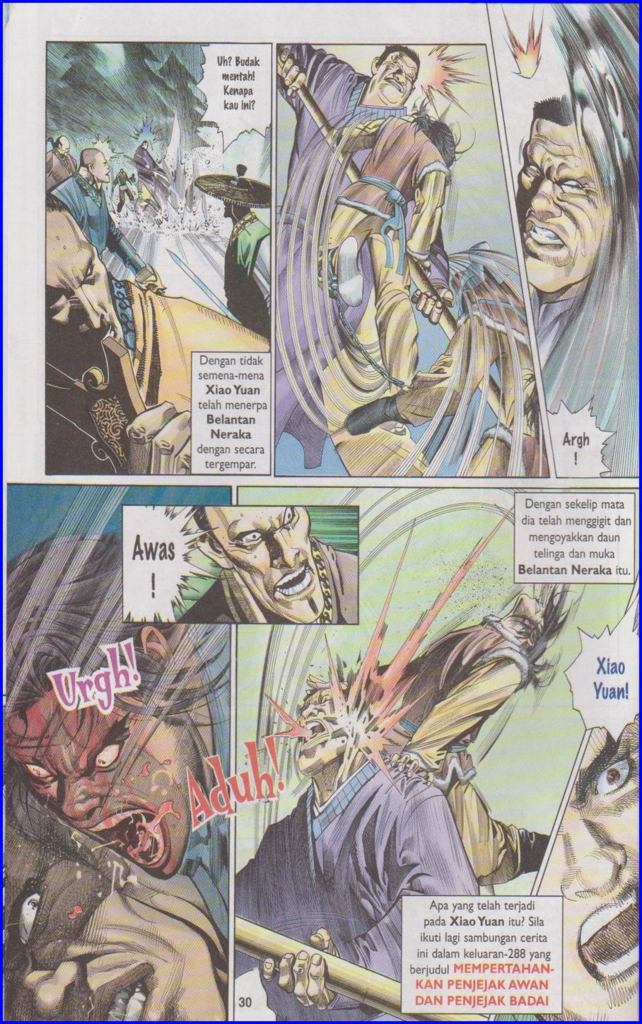 Uh? Budak
mentah!
Kenapa
kau ini?
Dengan tidak
semena-mena
Xiao Yuan
telah menerpa
Belantan
Neraka
dengan secara
tergempar.
Argh
!
Awas
!
Dengan sekelip mata
dia telah menggigit dan
mengoyakkan daun
telinga dan muka
Belantan Neraka itu.
Urgh!
Aduh!
Xiao
Yuan!
Apa yang telah terjadi
pada Xiao Yuan itu? Sila
ikuti lagi sambungan cerita
ini dalam keluaran-288 yang
berjudul MEMPERTAHAN-
KAN PENJEJAK AWAN
DAN PENJEJAK BADAI
30